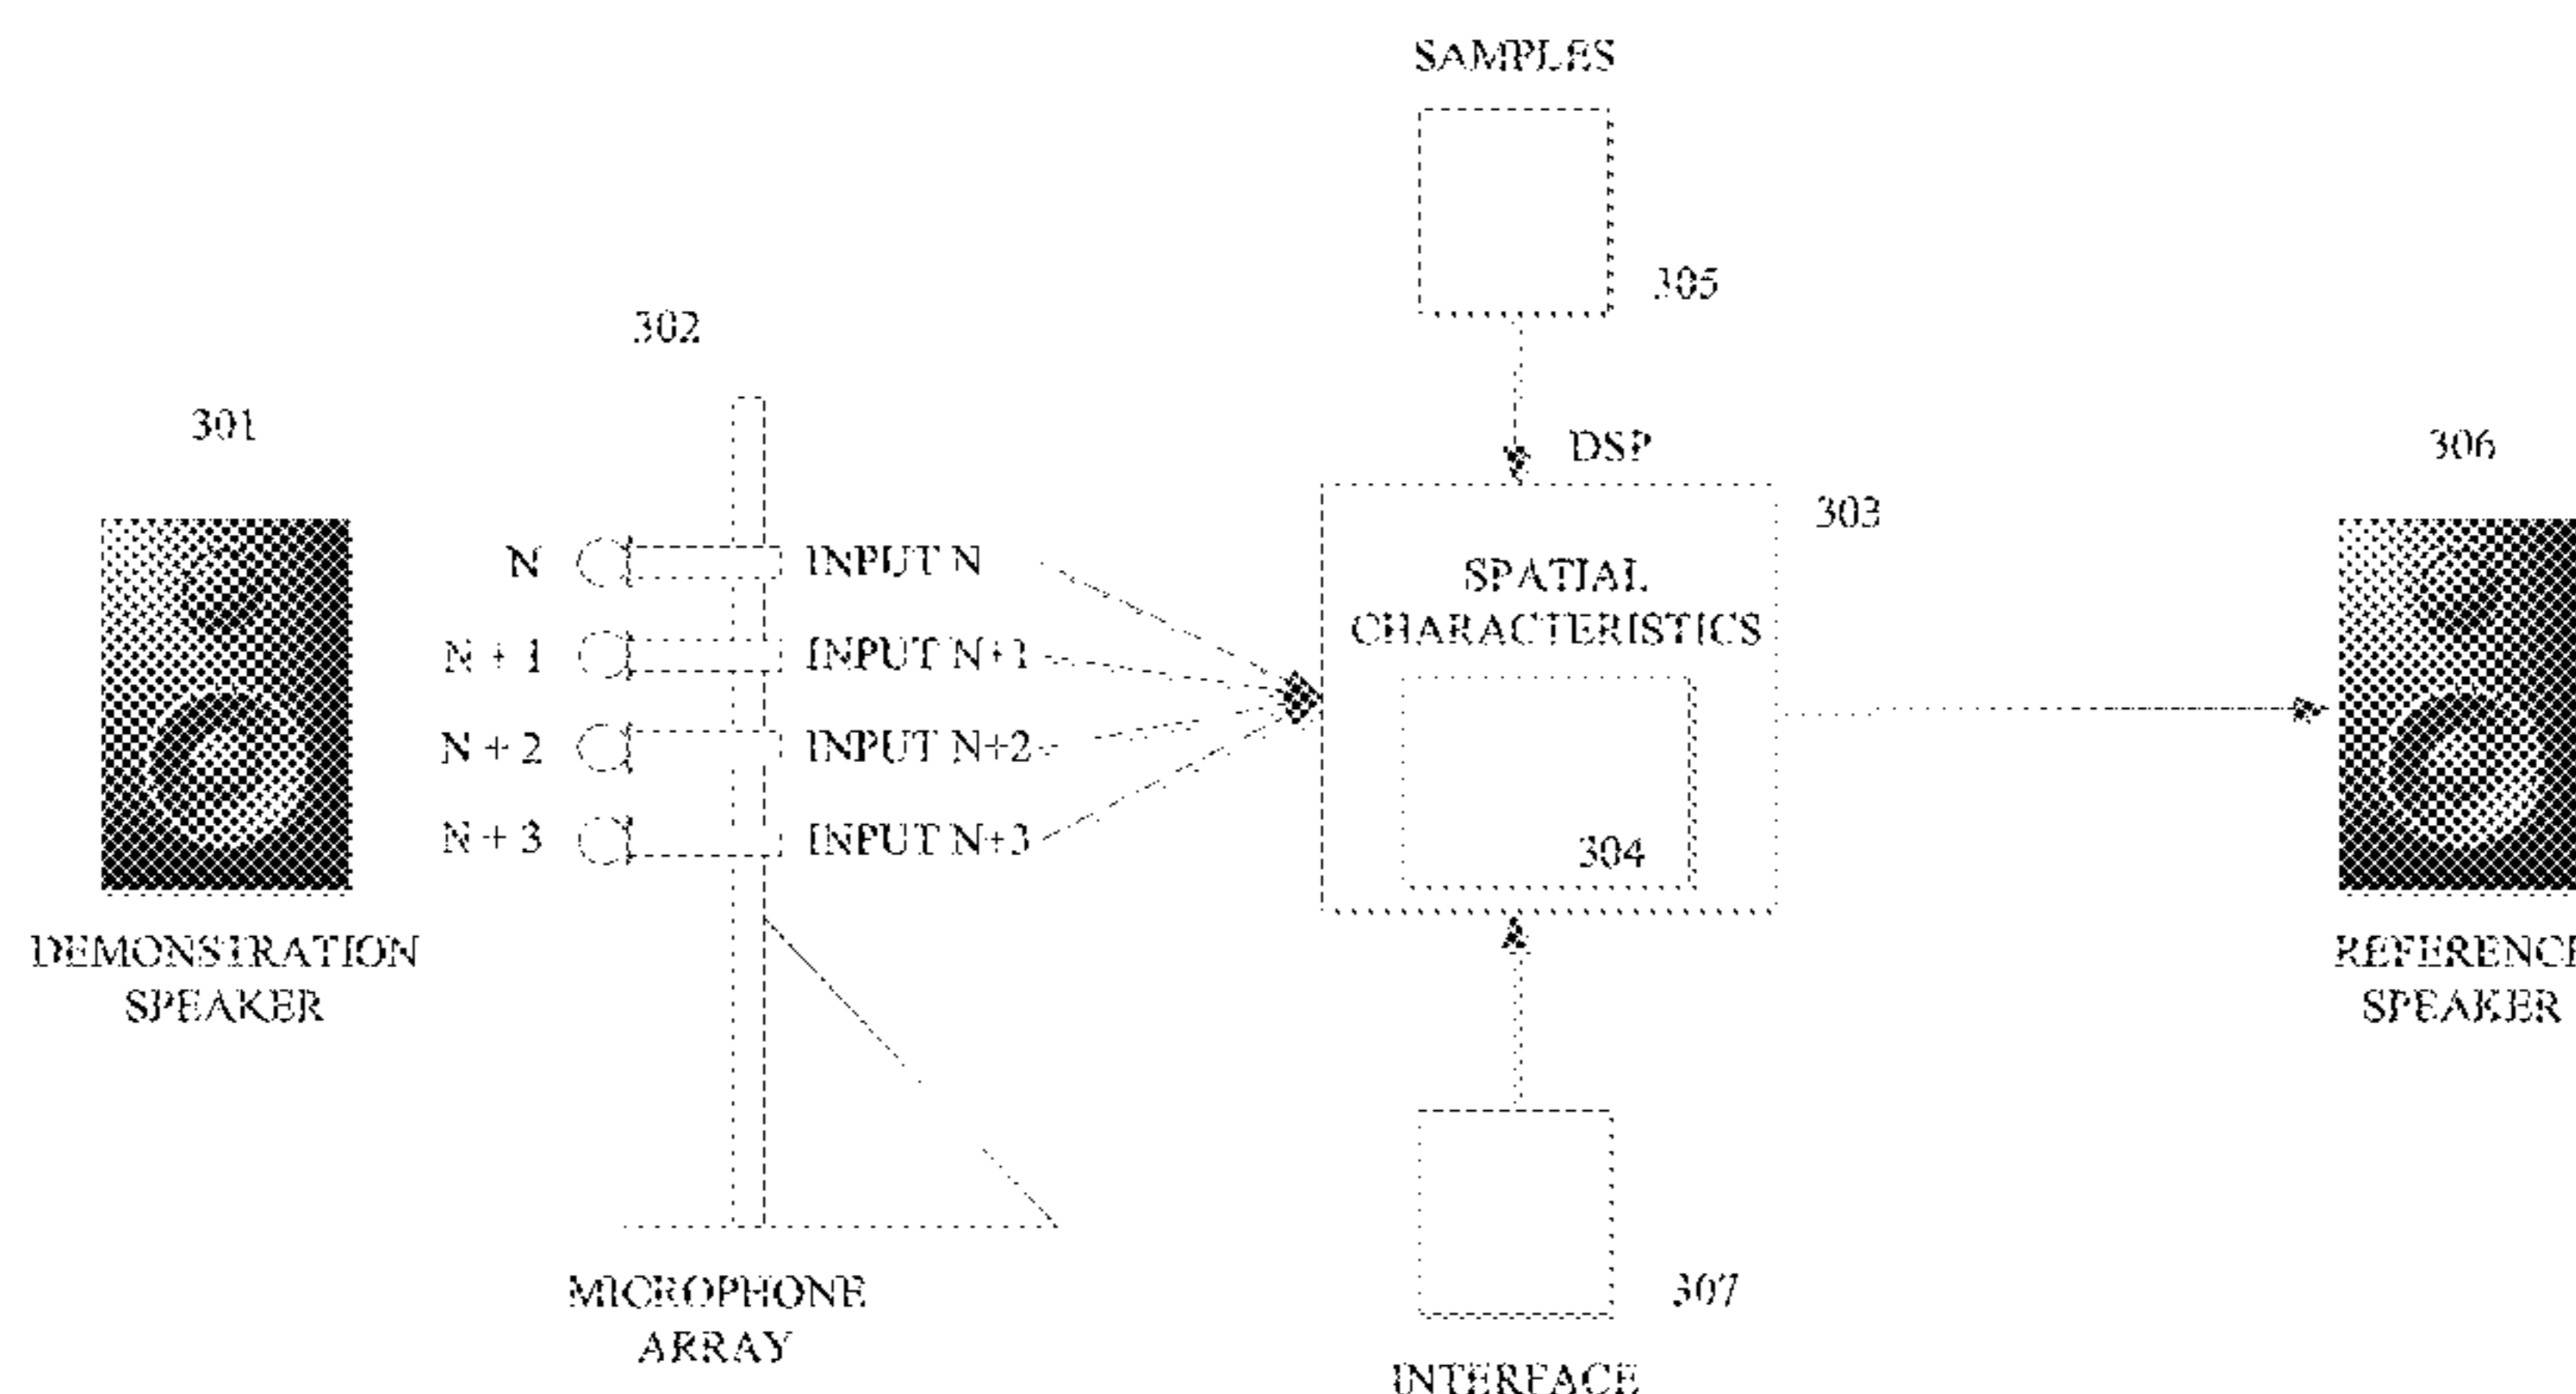 SAMPLES
305
302
301
DSP
306
303
N
INPUT N
SPATIAL
CHARACTERISTICS
N + 1
INPUT N+1
N + 2
INPUT N+2
N + 3
INPUT N+3
304
DEMONSTRATION
SPEAKER
REFERENCE
SPEAKER
MICROPHONE
ARRAY
307
INTERFACE